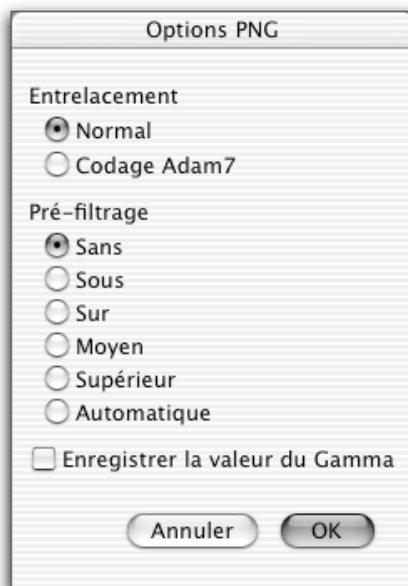 Options PNG
Entrelacement
Normal
Codage Adam7
Pré-filtrage
Sans
Sous
Sur
Moyen
Supérieur
Automatique
Enregistrer la valeur du Gamma
Annuler
OK